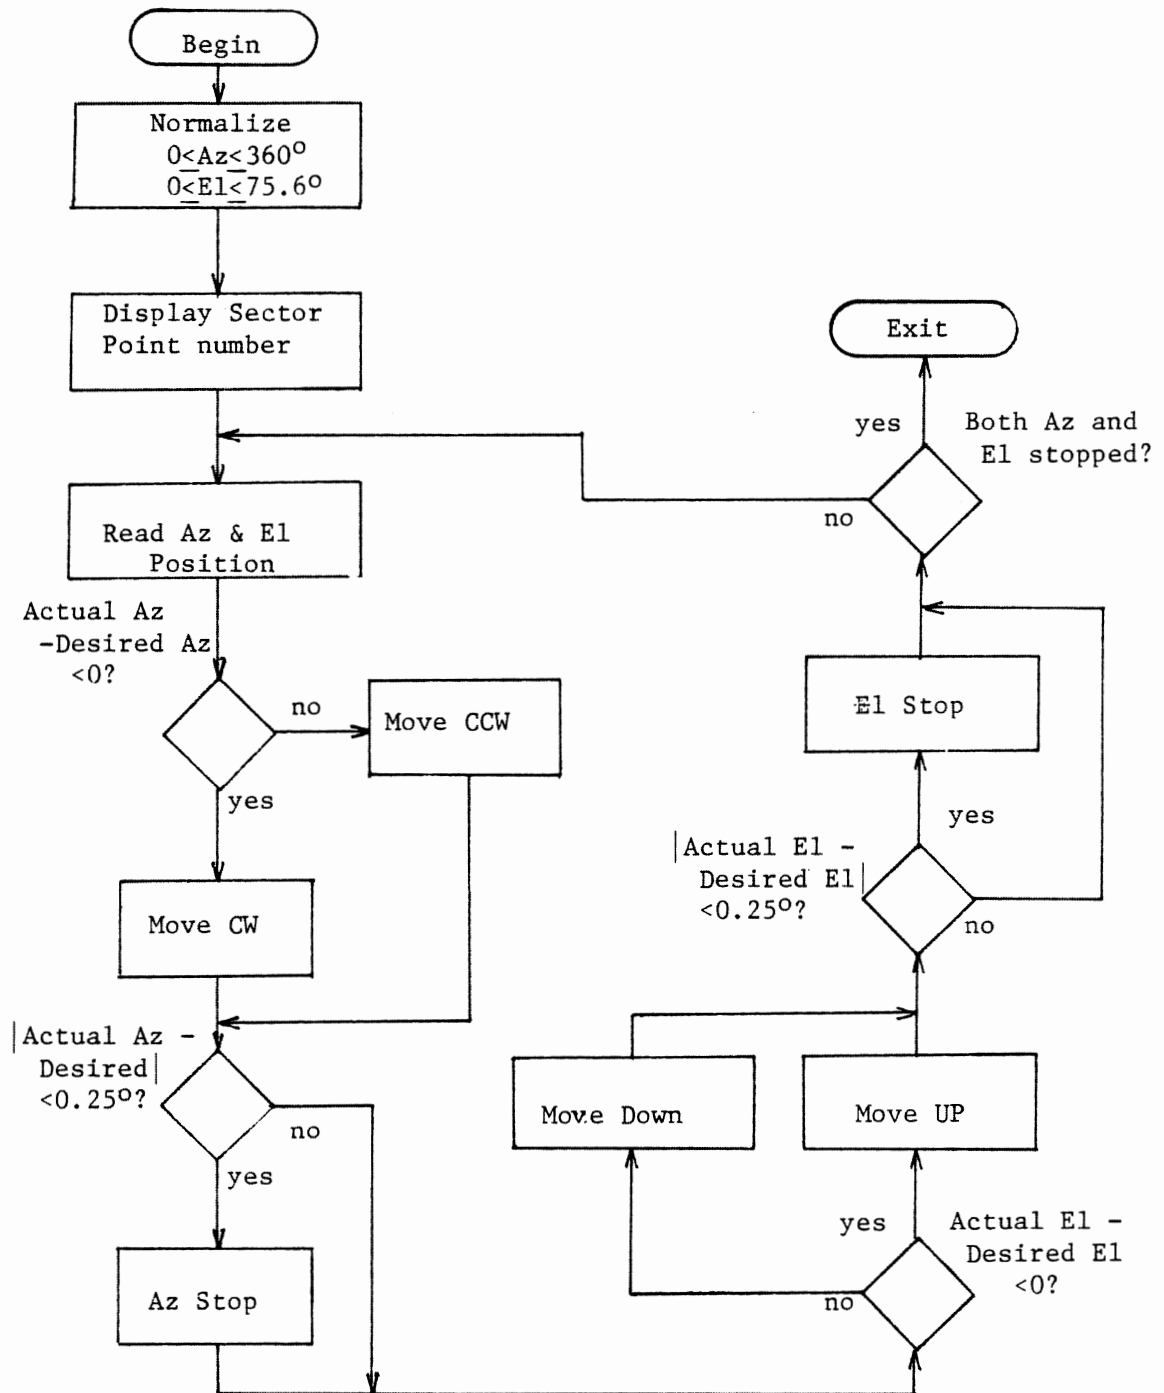 Begin
Normalize
0≤Az≤360°
0≤El≤75.6°
Display Sector
Point number
Read Az & El
Position
Actual Az
-Desired Az
<0?
no
Move CCW
yes
Move CW
|Actual Az -
Desired|
<0.25°?
no
yes
Az Stop
Actual El -
Desired El
<0?
yes
no
Move Down
Move UP
|Actual El -
Desired El|
<0.25°?
yes
no
El Stop
Both Az and
El stopped?
yes
no
Exit